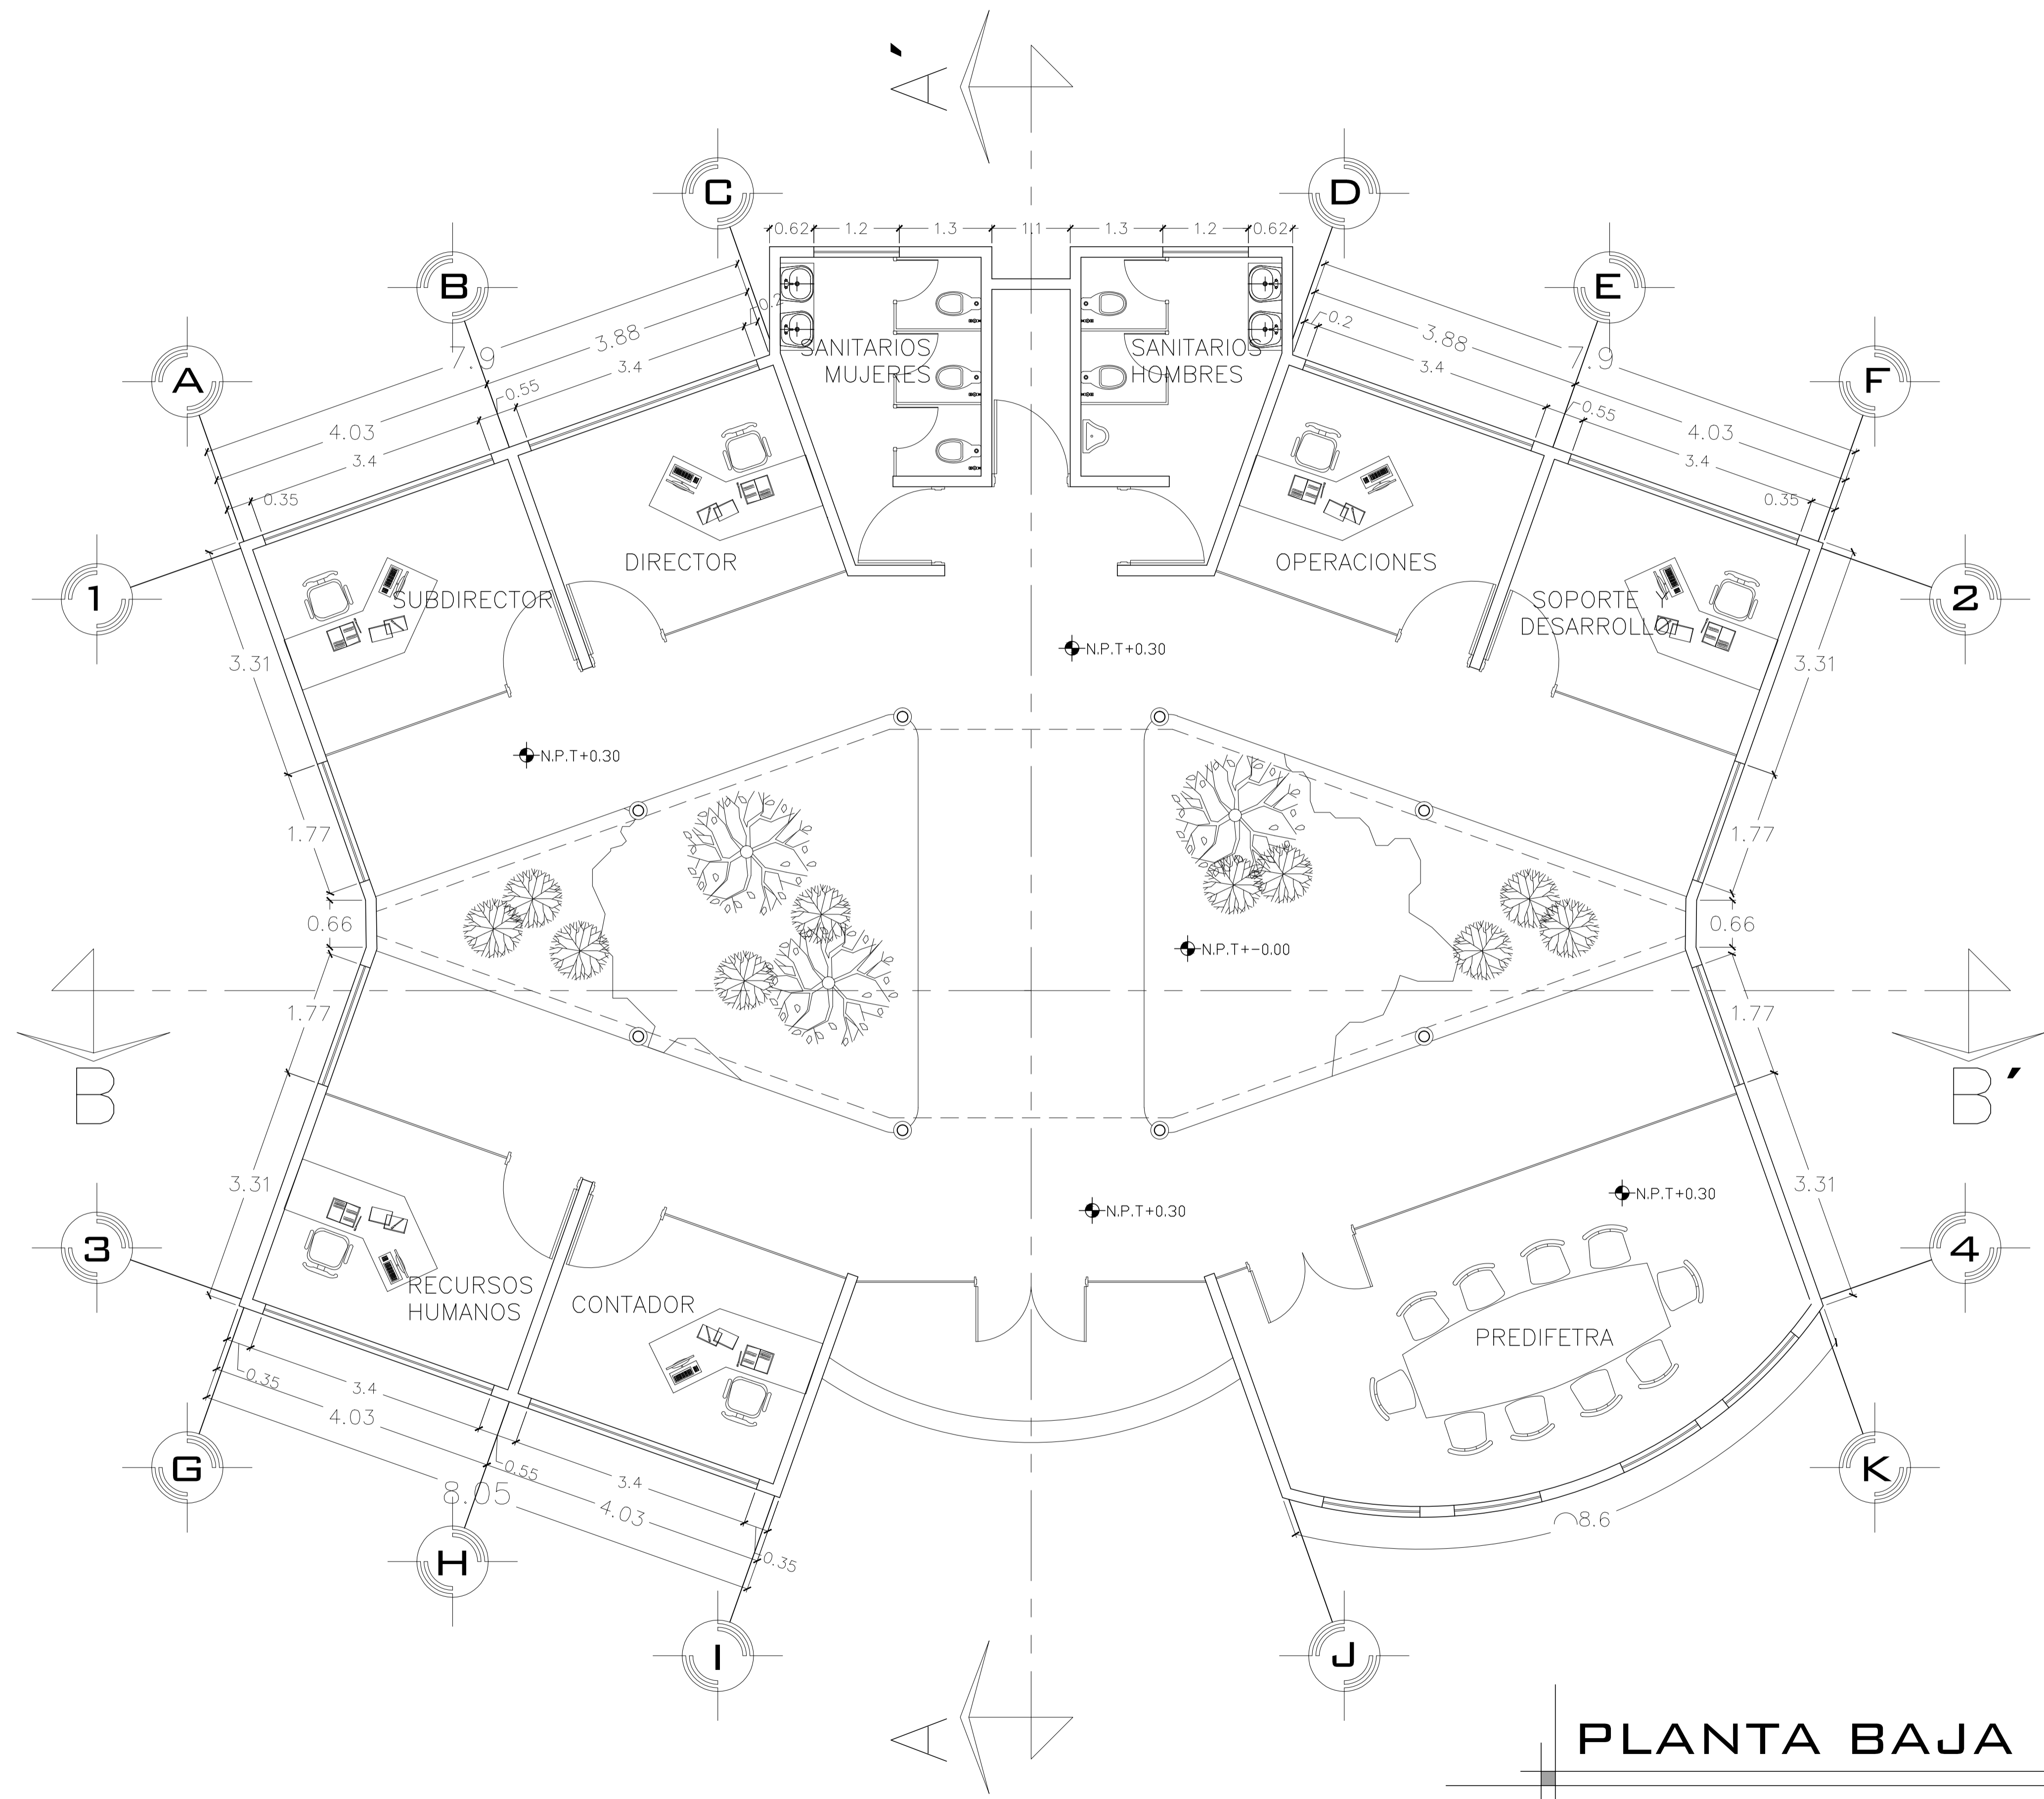 A´
C
D
0.62
1.2
1.3
1.1
1.3
1.2
0.62
B
E
A
F
7.9
3.88
0.2
3.4
0.55
4.03
3.4
0.35
0.2
3.88
7.9
3.4
0.55
4.03
3.4
0.35
SANITARIOS
MUJERES
SANITARIOS
HOMBRES
1
2
SUBDIRECTOR
DIRECTOR
OPERACIONES
SOPORTE Y
DESARROLLO
3.31
3.31
N.P.T+0.30
N.P.T+0.30
1.77
1.77
0.66
0.66
N.P.T+-0.00
1.77
1.77
B
B´
3.31
3.31
N.P.T+0.30
N.P.T+0.30
3
4
RECURSOS
HUMANOS
CONTADOR
PREDIFETRA
0.35
3.4
4.03
8.05
0.55
3.4
4.03
0.35
8.6
G
K
H
I
J
A
PLANTA BAJA